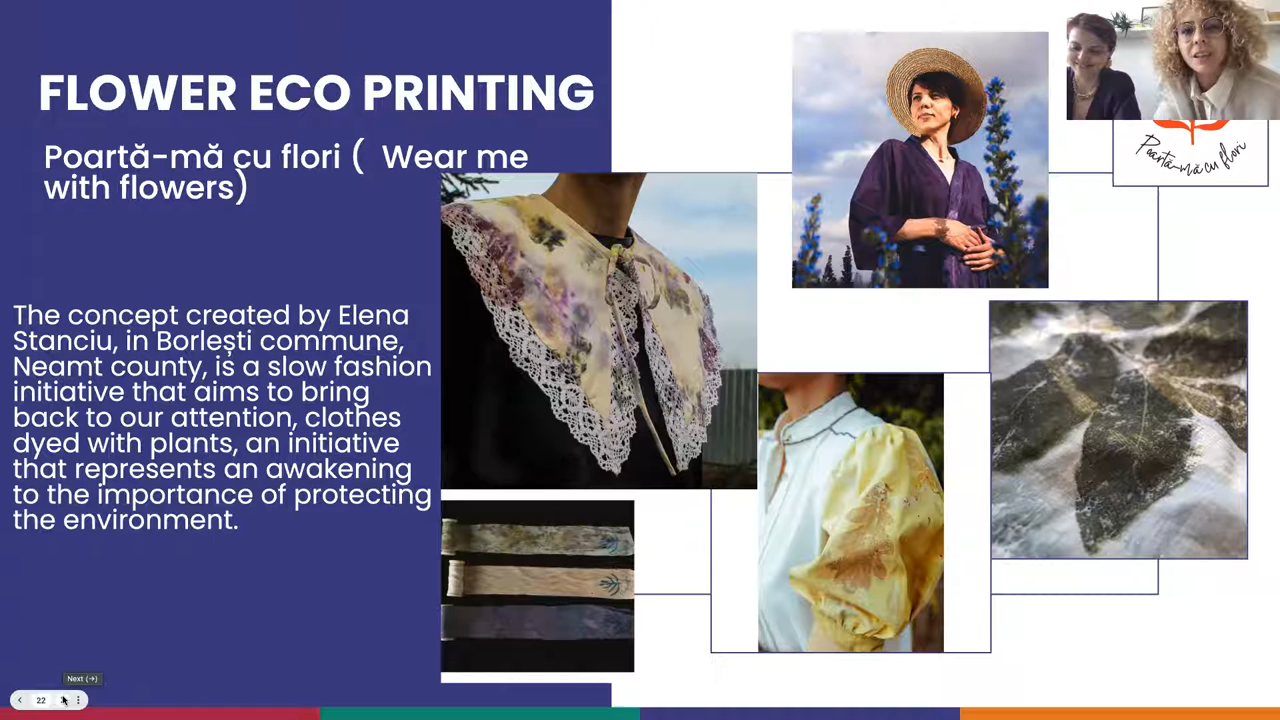 FLOWER ECO PRINTING
Poartă-mă cu flori (  Wear me
with flowers)
Poartă-mă cu flori
The concept created by Elena
Stanciu, in Borlești commune,
Neamt county, is a slow fashion
initiative that aims to bring
back to our attention, clothes
dyed with plants, an initiative
that represents an awakening
to the importance of protecting
the environment.
Next (→)
22